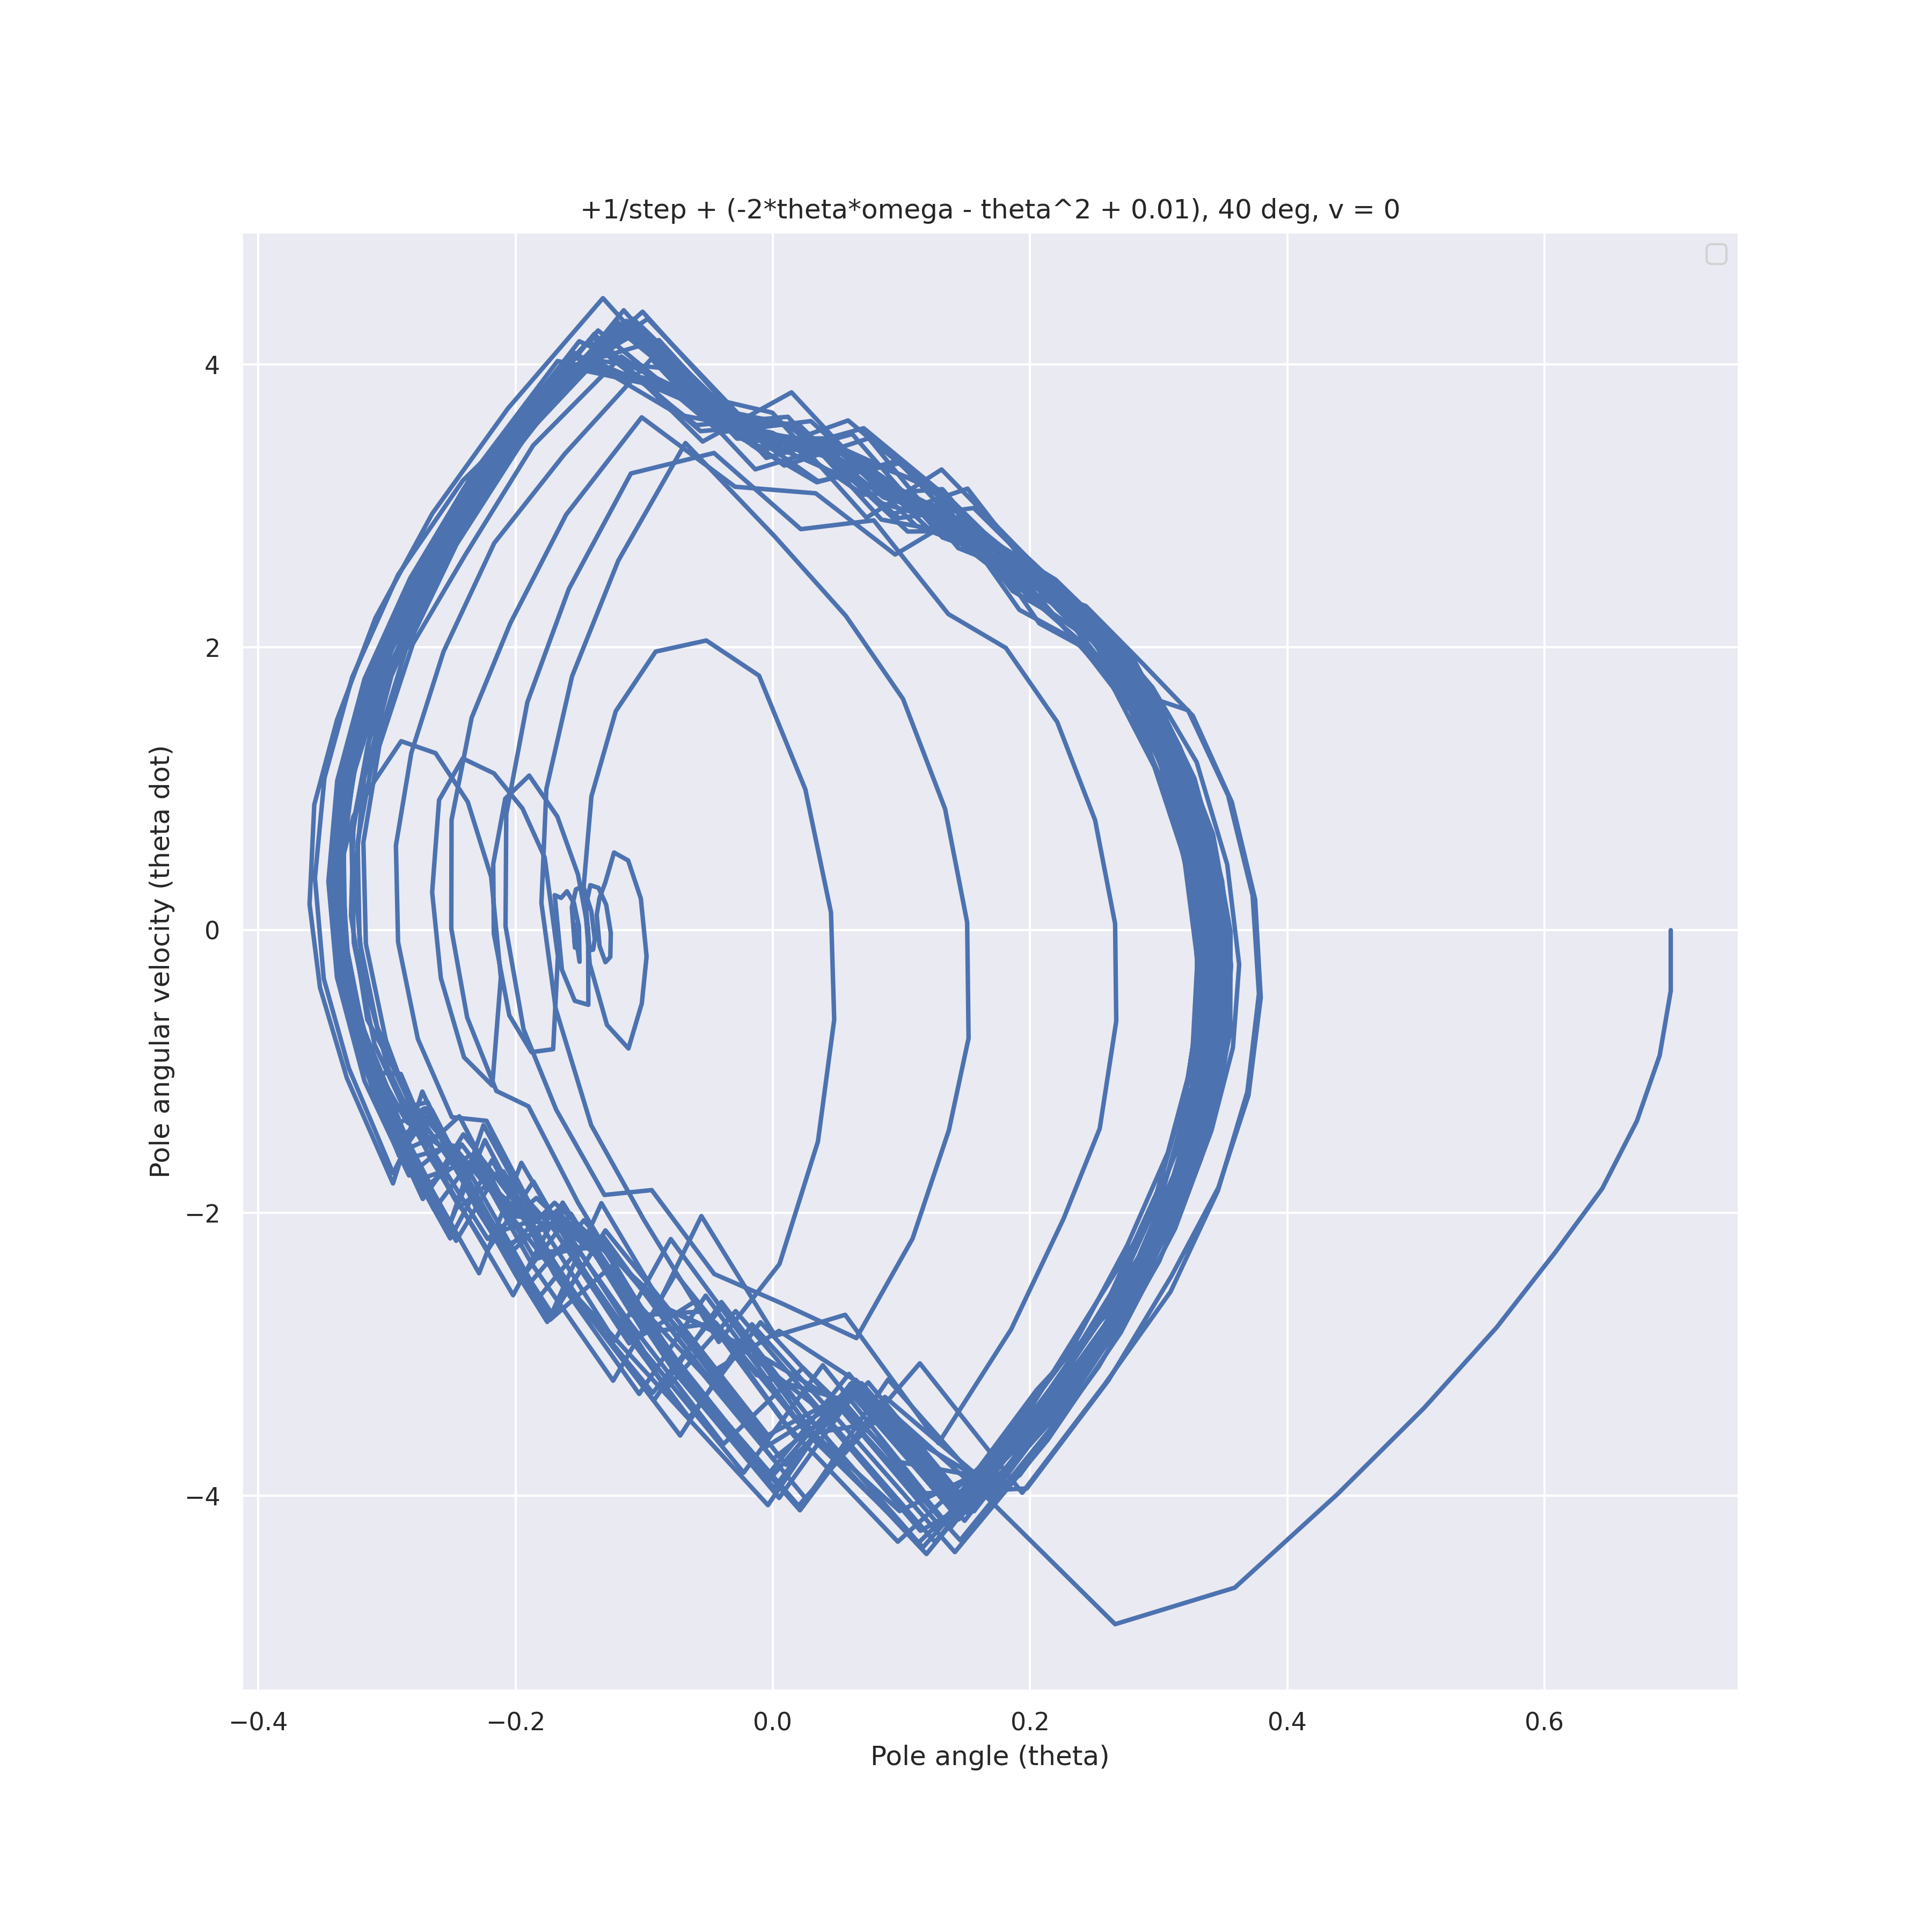 +1/step + (-2*theta*omega - theta^2 + 0.01), 40 deg, v = 0
4
2
0
−2
−4
Pole angular velocity (theta dot)
−0.4 −0.2 0.0 0.2 0.4 0.6
Pole angle (theta)